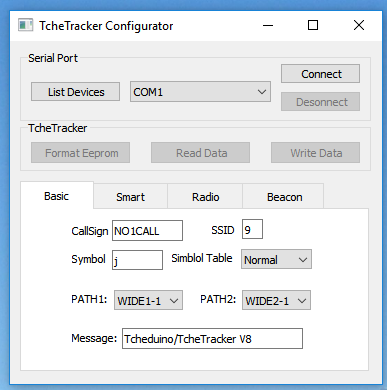 TcheTracker Configurator
Serial Port
List Devices COM1 Connect
Desonnect
TcheTracker
Format Eeprom Read Data Write Data
Basic Smart Radio Beacon
CallSign NO1CALL SSID 9
Symbol j Simblol Table Normal
PATH1: WIDE1-1 PATH2: WIDE2-1
Message: Tcheduino/TcheTracker V8